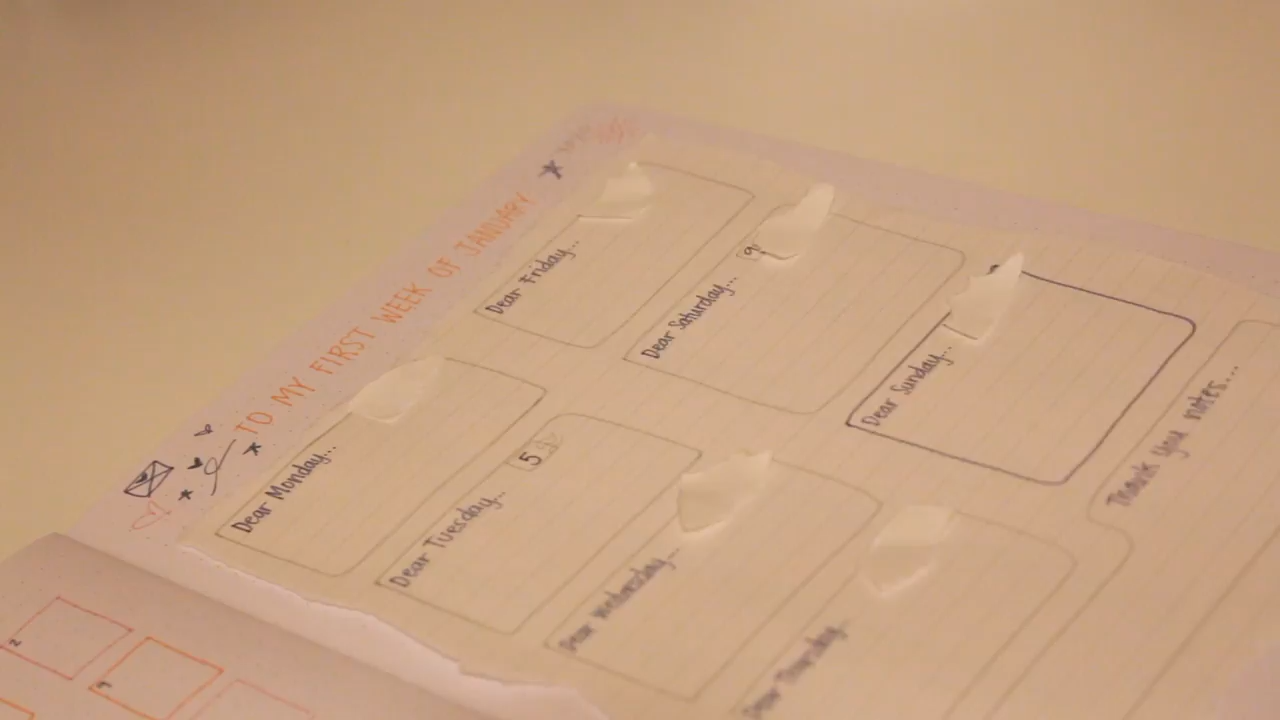 TO MY FIRST WEEK OF JANUARY
Dear Monday...
Dear Tuesday...
5
Dear Wednesday...
Dear Thursday...
Dear Friday...
Dear Saturday...
9
Dear Sunday...
Thank you notes...
2